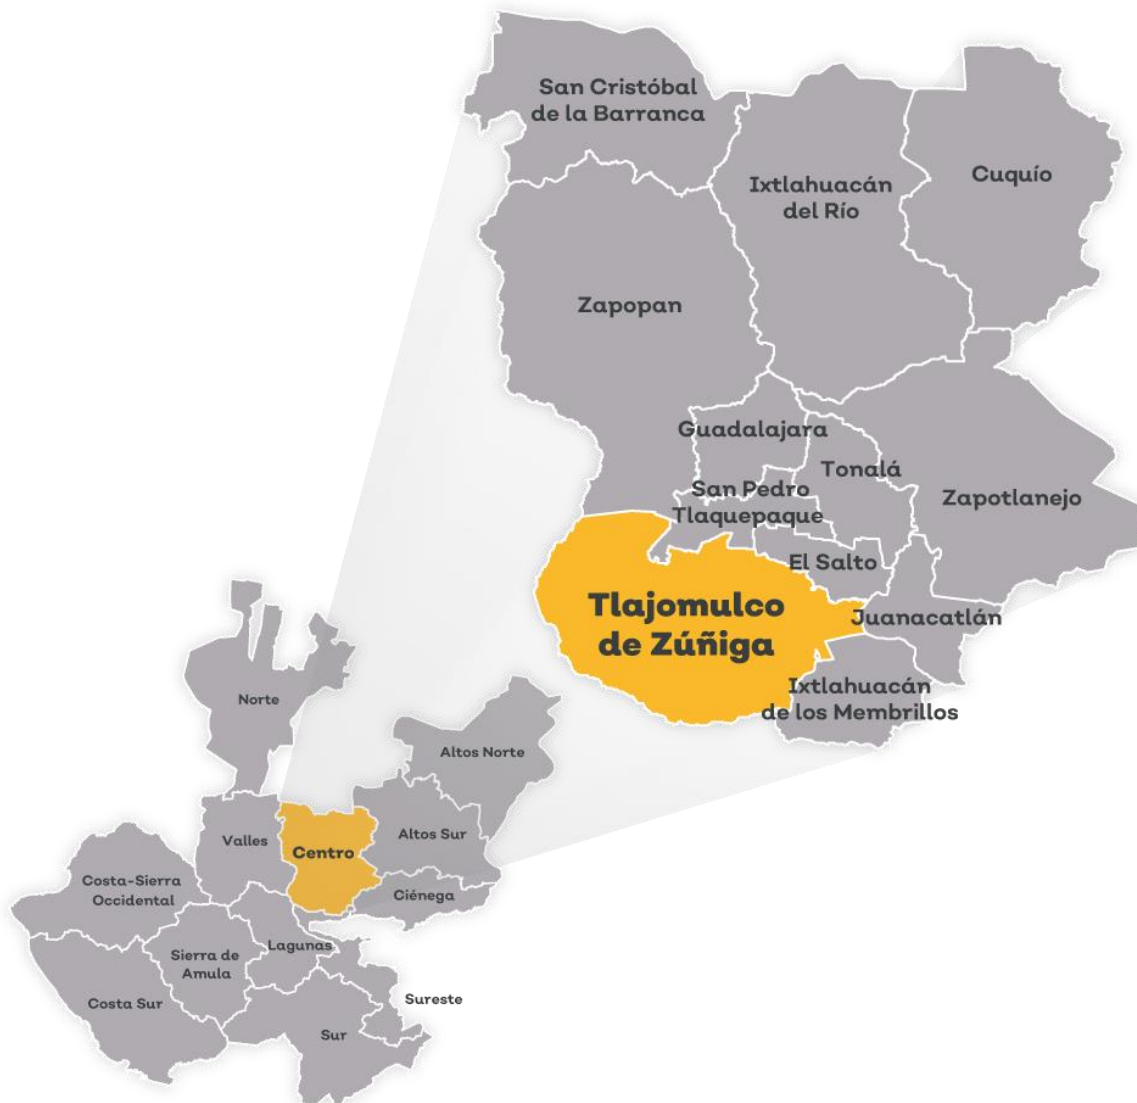 San Cristóbal
de la Barranca
Ixtlahuacán
del Río
Cuquío
Zapopan
Guadalajara
Tonalá
San Pedro
Tlaquepaque
Zapotlanejo
El Salto
Tlajomulco
de Zúñiga
Juanacatlán
Ixtlahuacán
de los Membrillos
Norte
Altos Norte
Valles
Centro
Altos Sur
Costa-Sierra
Occidental
Ciénega
Lagunas
Sierra de
Amula
Costa Sur
Sureste
Sur